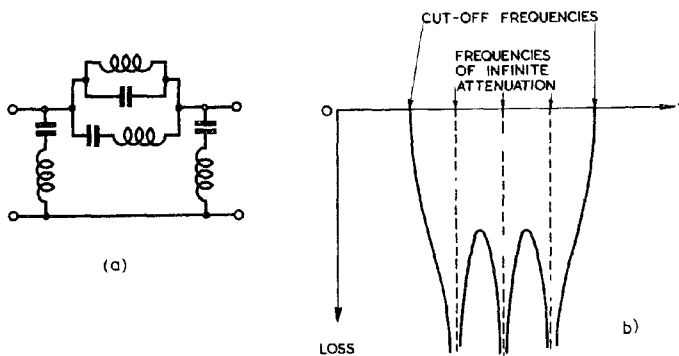 CUT-OFF FREQUENCIES
FREQUENCIES
OF INFINITE
ATTENUATION
O
(a)
LOSS
b)